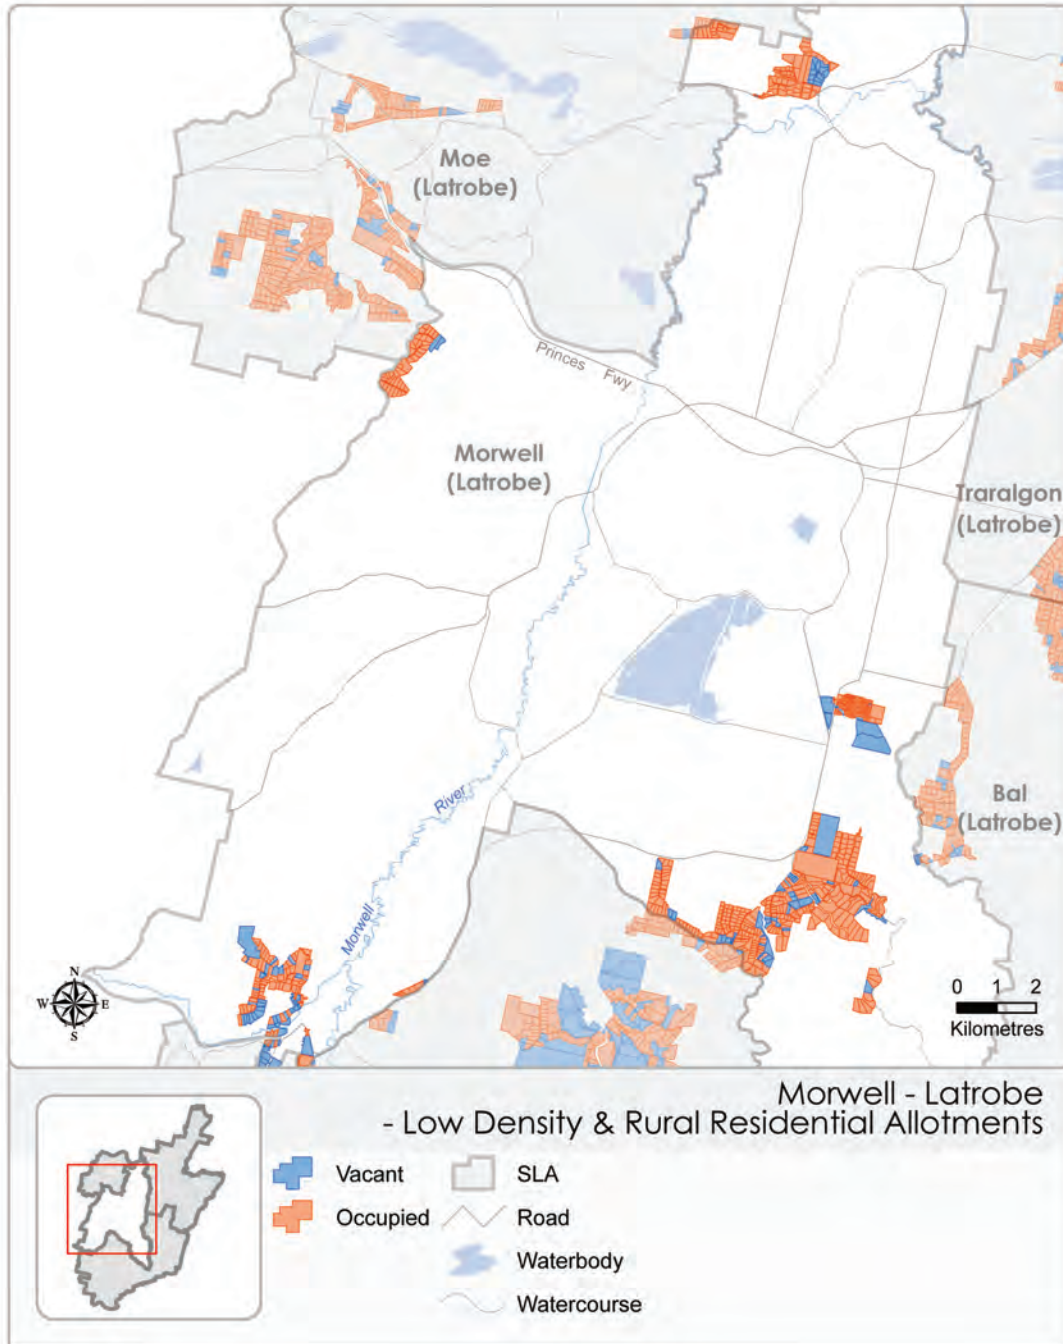 Moe
(Latrobe)
Princes Fwy
Morwell
(Latrobe)
Traralgon
(Latrobe)
Bal
(Latrobe)
River
Morwell
N
W E
S
0 1 2
Kilometres
Morwell - Latrobe
- Low Density & Rural Residential Allotments
Vacant
SLA
Occupied
Road
Waterbody
Watercourse